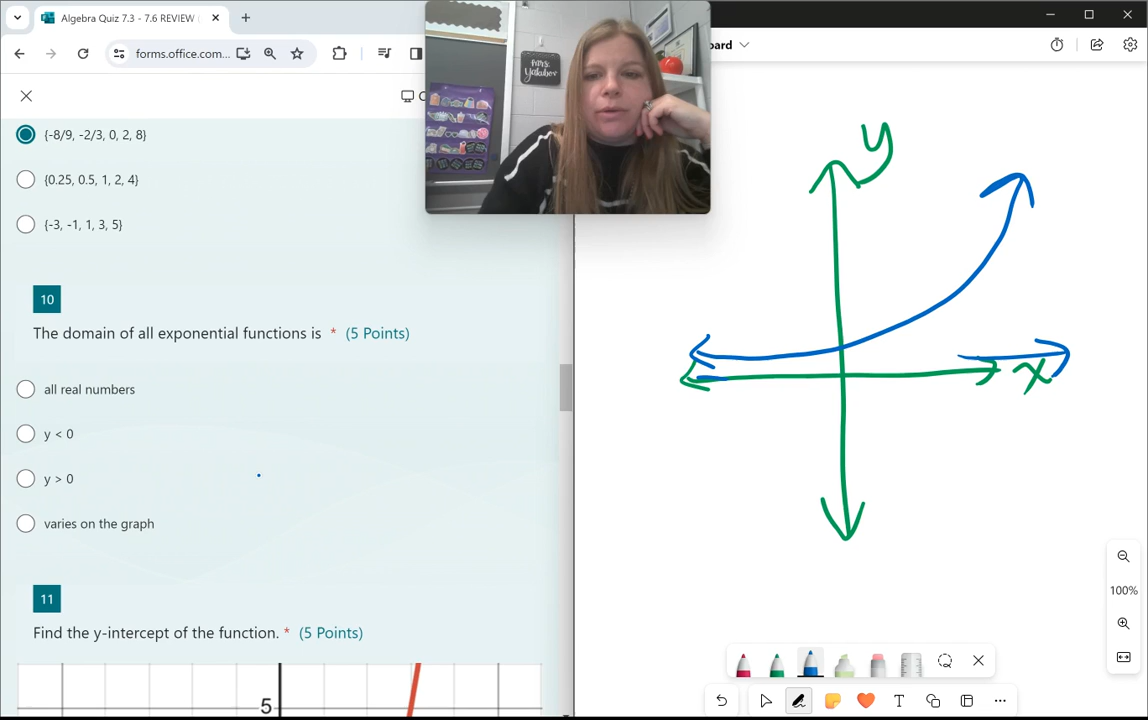 Algebra Quiz 7.3 - 7.6 REVIEW (
forms.office.com...
{-8/9, -2/3, 0, 2, 8}
{0.25, 0.5, 1, 2, 4}
{-3, -1, 1, 3, 5}
10
The domain of all exponential functions is * (5 Points)
all real numbers
y < 0
y > 0
varies on the graph
11
Find the y-intercept of the function. * (5 Points)
5
Mrs.
Yakubov
y
x
100%
T